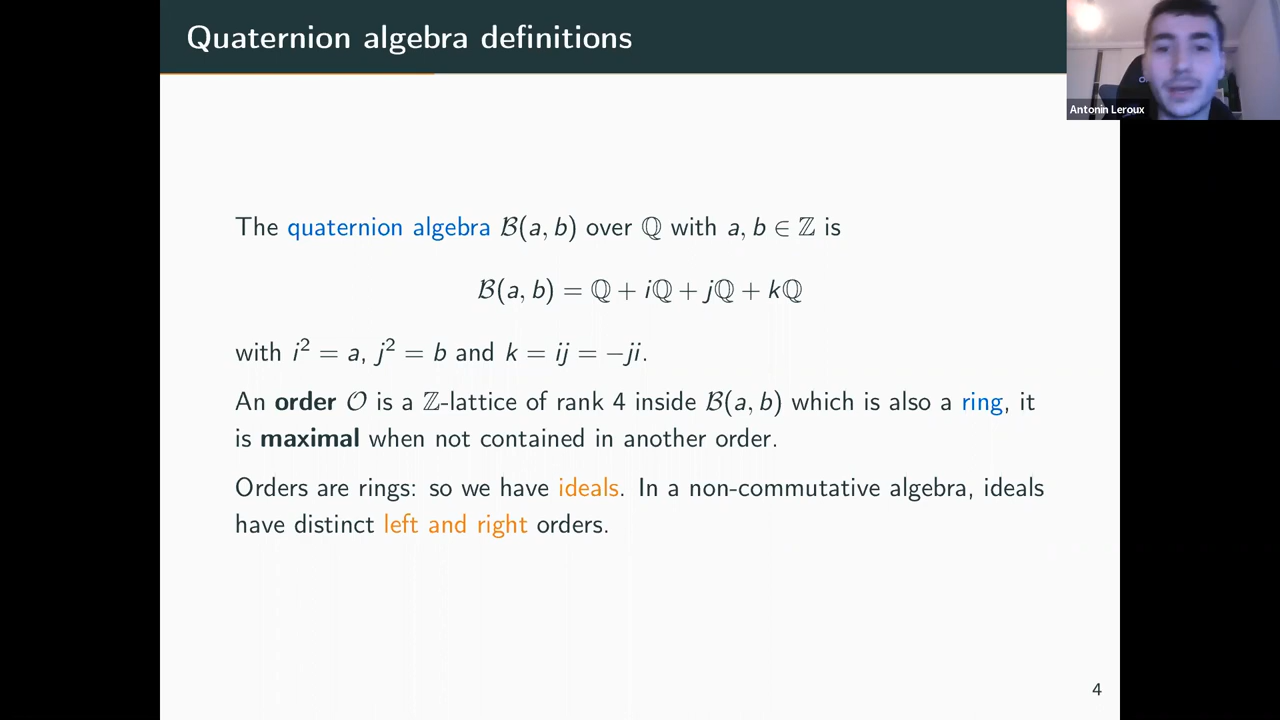 Quaternion algebra definitions
Antonin Leroux
The quaternion algebra B(a, b) over ℚ with a, b ∈ ℤ is
B(a, b) = ℚ + iℚ + jℚ + kℚ
with i² = a, j² = b and k = ij = −ji.
An order O is a ℤ-lattice of rank 4 inside B(a, b) which is also a ring, it
is maximal when not contained in another order.
Orders are rings: so we have ideals. In a non-commutative algebra, ideals
have distinct left and right orders.
4